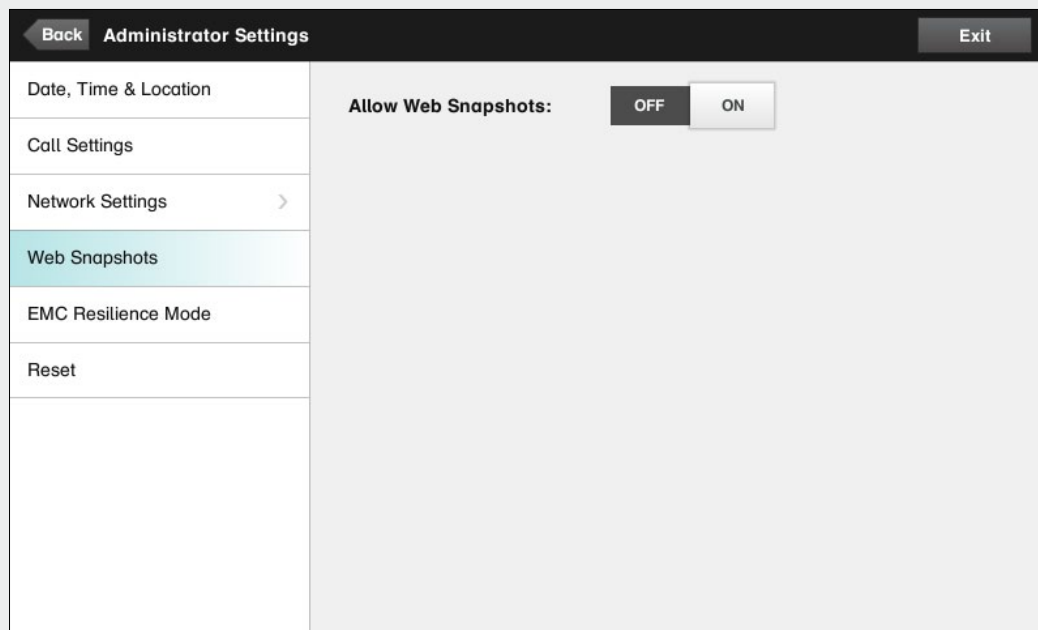 Back Administrator Settings Exit
Date, Time & Location
Call Settings
Network Settings
Web Snapshots
EMC Resilience Mode
Reset
Allow Web Snapshots: OFF ON